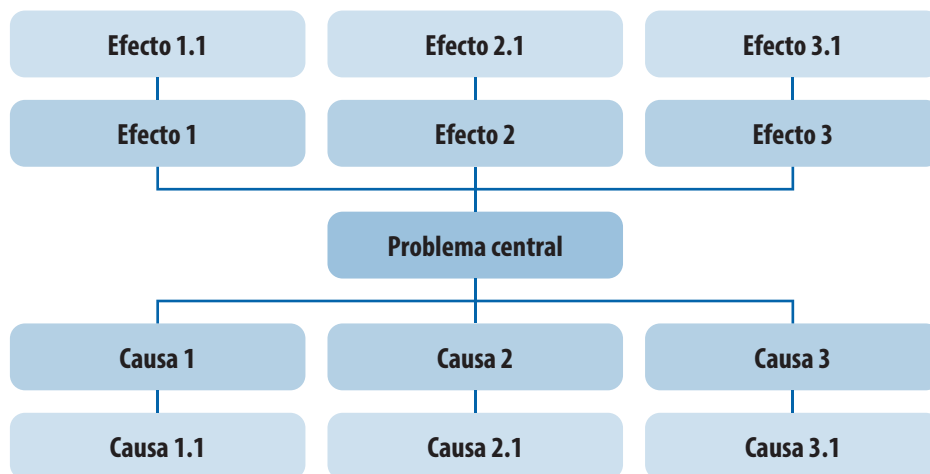 Efecto 1.1
Efecto 2.1
Efecto 3.1
Efecto 1
Efecto 2
Efecto 3
Problema central
Causa 1
Causa 2
Causa 3
Causa 1.1
Causa 2.1
Causa 3.1